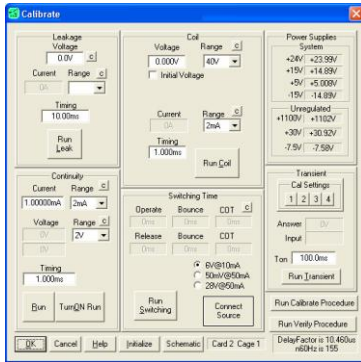 Calibrate
Leakage
Voltage
0.0V c
Current Range c
0A
Timing
10.00ms
Run
Leak
Continuity
Current Range c
1.00000mA 2mA
Voltage Range c
0V 2V
0V
Timing
1.000ms
Run TurnON Run
Coil
Voltage Range c
0.000V 40V
Initial Voltage
Current Range c
0A 2mA
Timing
1.000ms
Run Coil
Switching Time
Operate Bounce COT c
0ms 0ms 0ms
Release Bounce COT
0ms 0ms 0ms
6V@10mA
50mV@50mA
28V@50mA
Run
Switching
Connect
Source
Power Supplies
System
+24V +23.99V
+15V +14.89V
+5V +5.008V
-15V -14.89V
Unregulated
+1100V +1102V
+30V +30.92V
-7.5V -7.58V
Transient
Cal Settings
1 2 3 4
Answer 0V
Input
Ton 100.0ms
Run Transient
Run Calibrate Procedure
Run Verify Procedure
OK Cancel Help Initialize Schematic Card 2 Cage 1
DelayFactor is 10.460us
n60Hz is 155